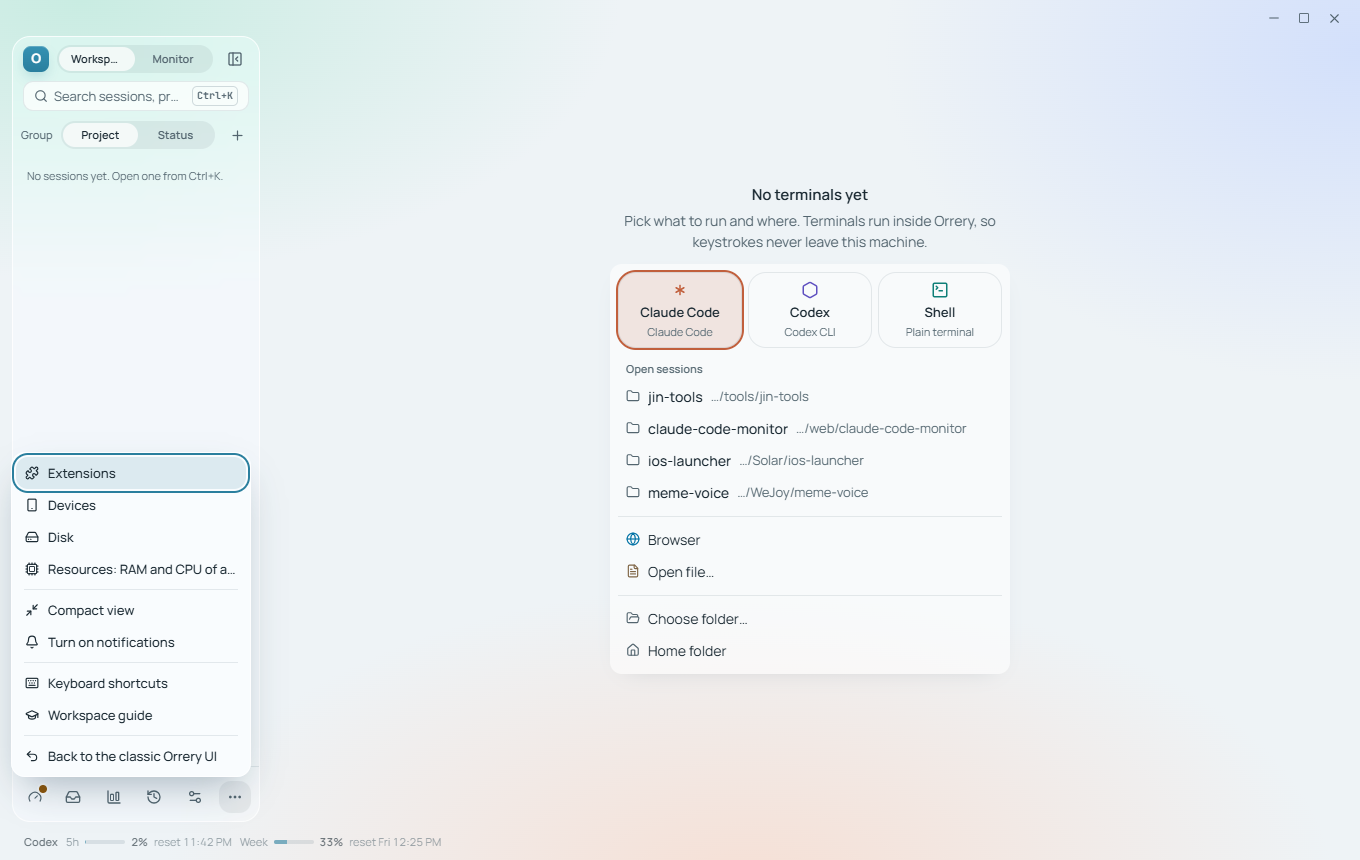 O Worksp... Monitor
Search sessions, pr... Ctrl+K
Group Project Status
No sessions yet. Open one from Ctrl+K.
Extensions
Devices
Disk
Resources: RAM and CPU of a...
Compact view
Turn on notifications
Keyboard shortcuts
Workspace guide
Back to the classic Orrery UI
No terminals yet
Pick what to run and where. Terminals run inside Orrery, so
keystrokes never leave this machine.
Claude Code Codex Shell
Claude Code Codex CLI Plain terminal
Open sessions
jin-tools .../tools/jin-tools
claude-code-monitor .../web/claude-code-monitor
ios-launcher .../Solar/ios-launcher
meme-voice .../WeJoy/meme-voice
Browser
Open file...
Choose folder...
Home folder
Codex 5h 2% reset 11:42 PM Week 33% reset Fri 12:25 PM